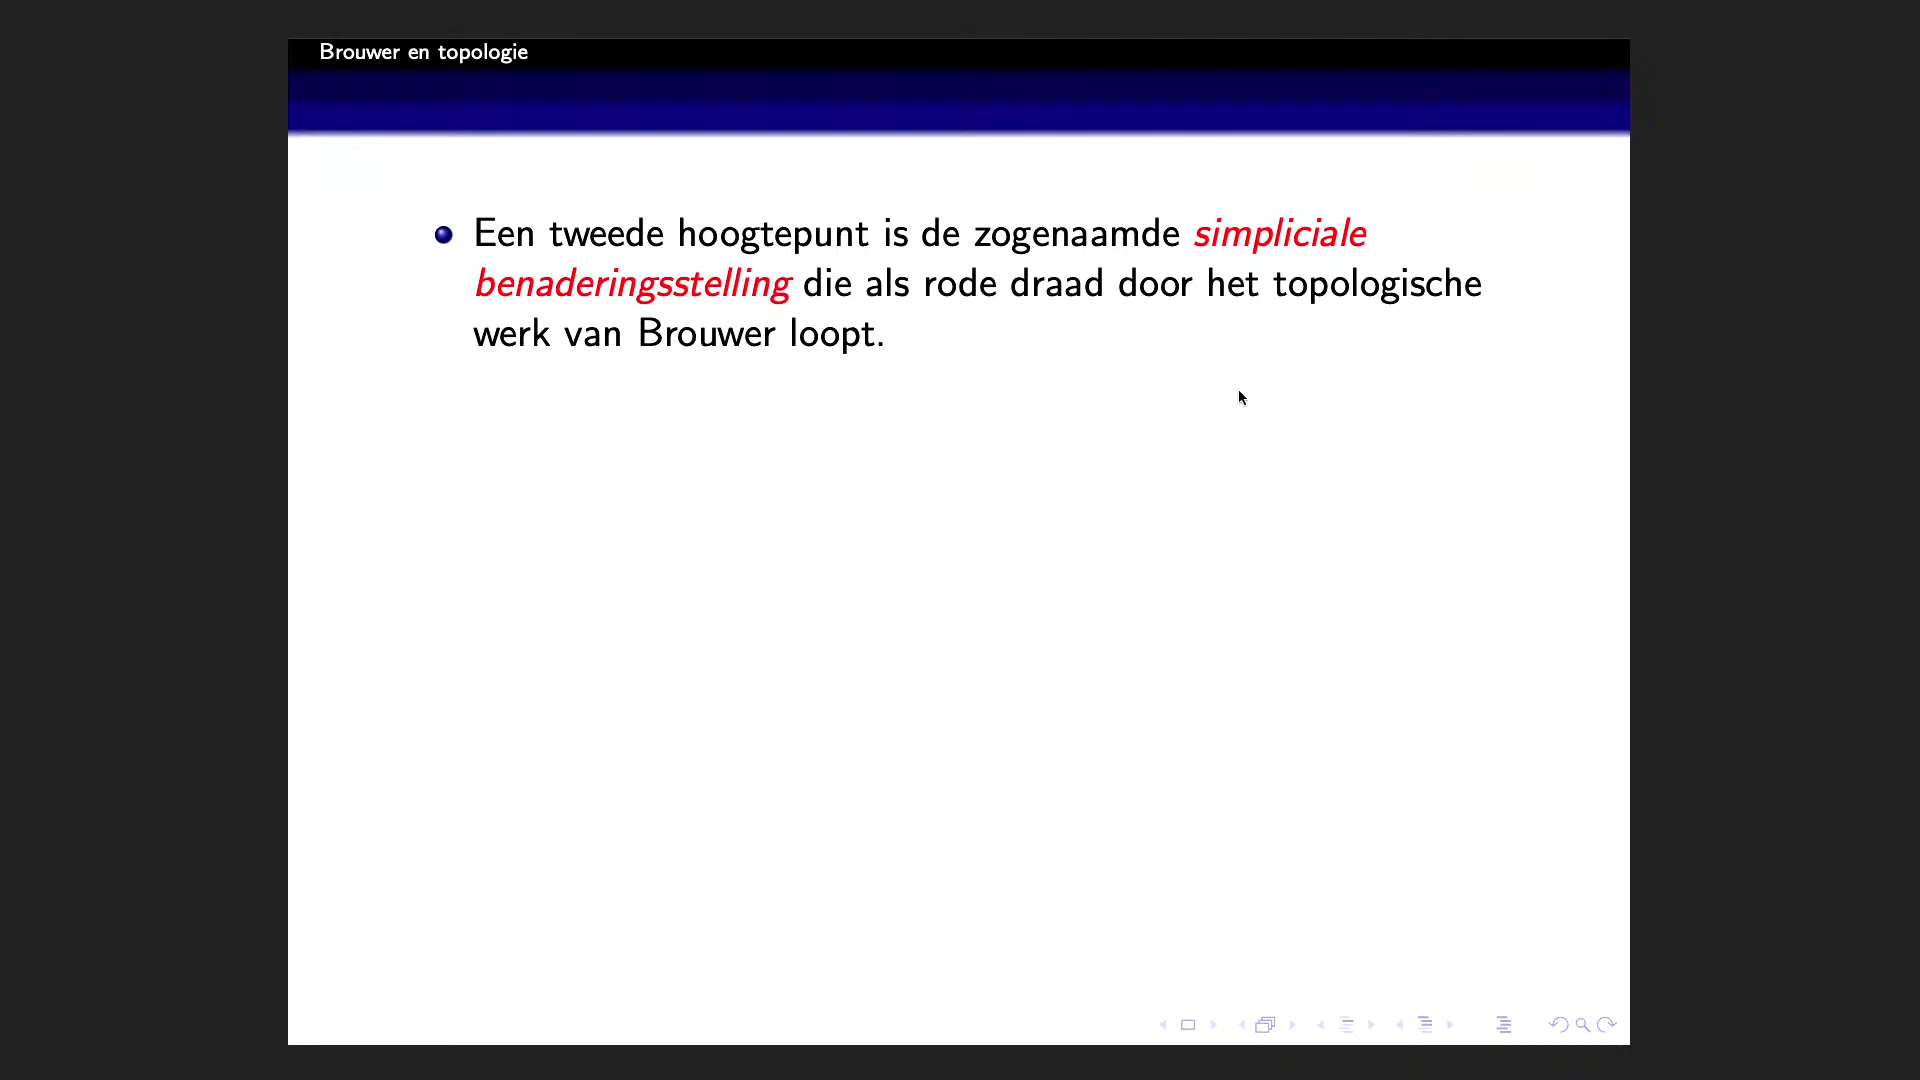 Brouwer en topologie
Een tweede hoogtepunt is de zogenaamde simpliciale
benaderingsstelling die als rode draad door het topologische
werk van Brouwer loopt.